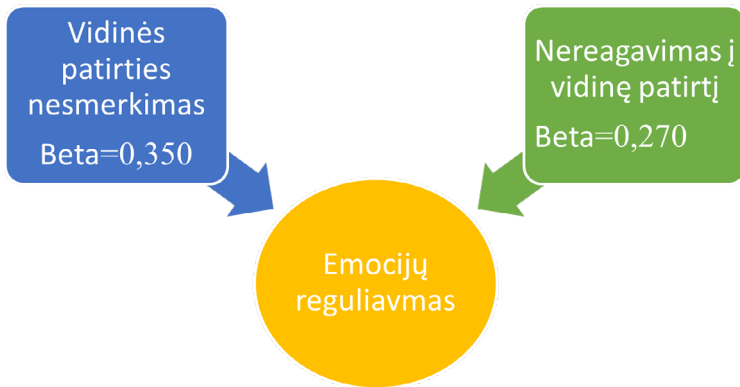 Vidinės
patirties
nesmerkimas
Beta=0,350
Nereagavimas į
vidinę patirtį
Beta=0,270
Emocijų
reguliavmas